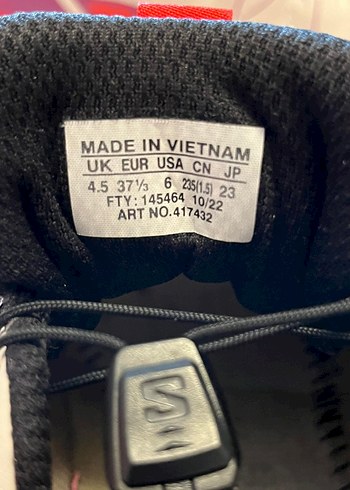 MADE IN VIETNAM
UK EUR USA CN JP
4.5 37⅓ 6 235(1.5) 23
FTY: 145464 10/22
ART NO.417432
S